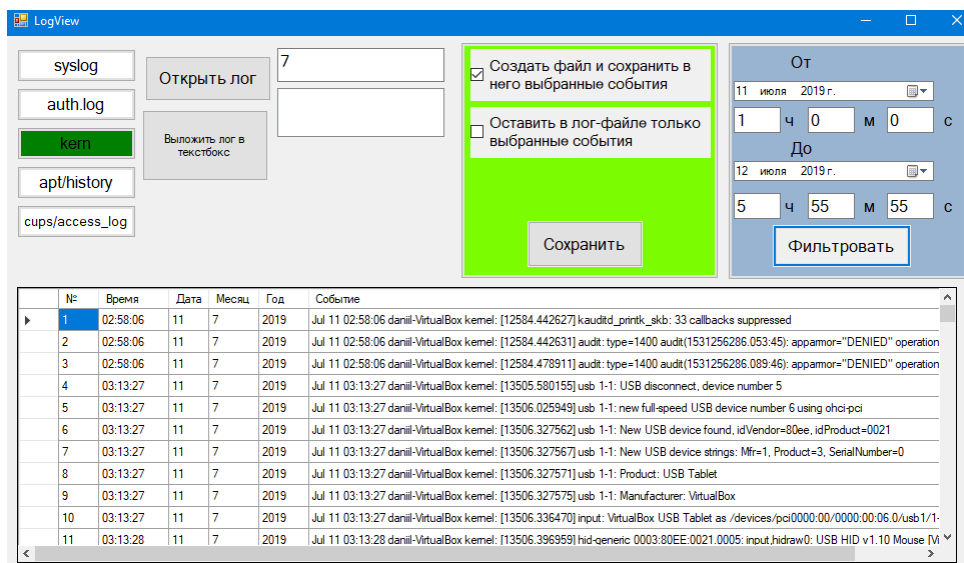 LogView
syslog
auth.log
kern
apt/history
cups/access_log
Открыть лог
Выложить лог в
текстбокс
7
Создать файл и сохранить в
него выбранные события
Оставить в лог-файле только
выбранные события
Сохранить
От
11 июля 2019 г.
1 ч 0 м 0 с
До
12 июля 2019 г.
5 ч 55 м 55 с
Фильтровать
№ Время Дата Месяц Год Событие
1 02:58:06 11 7 2019 Jul 11 02:58:06 daniil-VirtualBox kernel: [12584.442627] kauditd_printk_skb: 33 callbacks suppressed
2 02:58:06 11 7 2019 Jul 11 02:58:06 daniil-VirtualBox kernel: [12584.442631] audit: type=1400 audit(1531256286.053:45): apparmor="DENIED" operation
3 02:58:06 11 7 2019 Jul 11 02:58:06 daniil-VirtualBox kernel: [12584.478911] audit: type=1400 audit(1531256286.089:46): apparmor="DENIED" operation
4 03:13:27 11 7 2019 Jul 11 03:13:27 daniil-VirtualBox kernel: [13505.580155] usb 1-1: USB disconnect, device number 5
5 03:13:27 11 7 2019 Jul 11 03:13:27 daniil-VirtualBox kernel: [13506.025949] usb 1-1: new full-speed USB device number 6 using ohci-pci
6 03:13:27 11 7 2019 Jul 11 03:13:27 daniil-VirtualBox kernel: [13506.327562] usb 1-1: New USB device found, idVendor=80ee, idProduct=0021
7 03:13:27 11 7 2019 Jul 11 03:13:27 daniil-VirtualBox kernel: [13506.327567] usb 1-1: New USB device strings: Mfr=1, Product=3, SerialNumber=0
8 03:13:27 11 7 2019 Jul 11 03:13:27 daniil-VirtualBox kernel: [13506.327571] usb 1-1: Product: USB Tablet
9 03:13:27 11 7 2019 Jul 11 03:13:27 daniil-VirtualBox kernel: [13506.327575] usb 1-1: Manufacturer: VirtualBox
10 03:13:27 11 7 2019 Jul 11 03:13:27 daniil-VirtualBox kernel: [13506.336470] input: VirtualBox USB Tablet as /devices/pci0000:00/0000:00:06.0/usb1/1-
11 03:13:28 11 7 2019 Jul 11 03:13:28 daniil-VirtualBox kernel: [13506.396959] hid-generic 0003:80EE:0021.0005: input,hidraw0: USB HID v1.10 Mouse [Vi